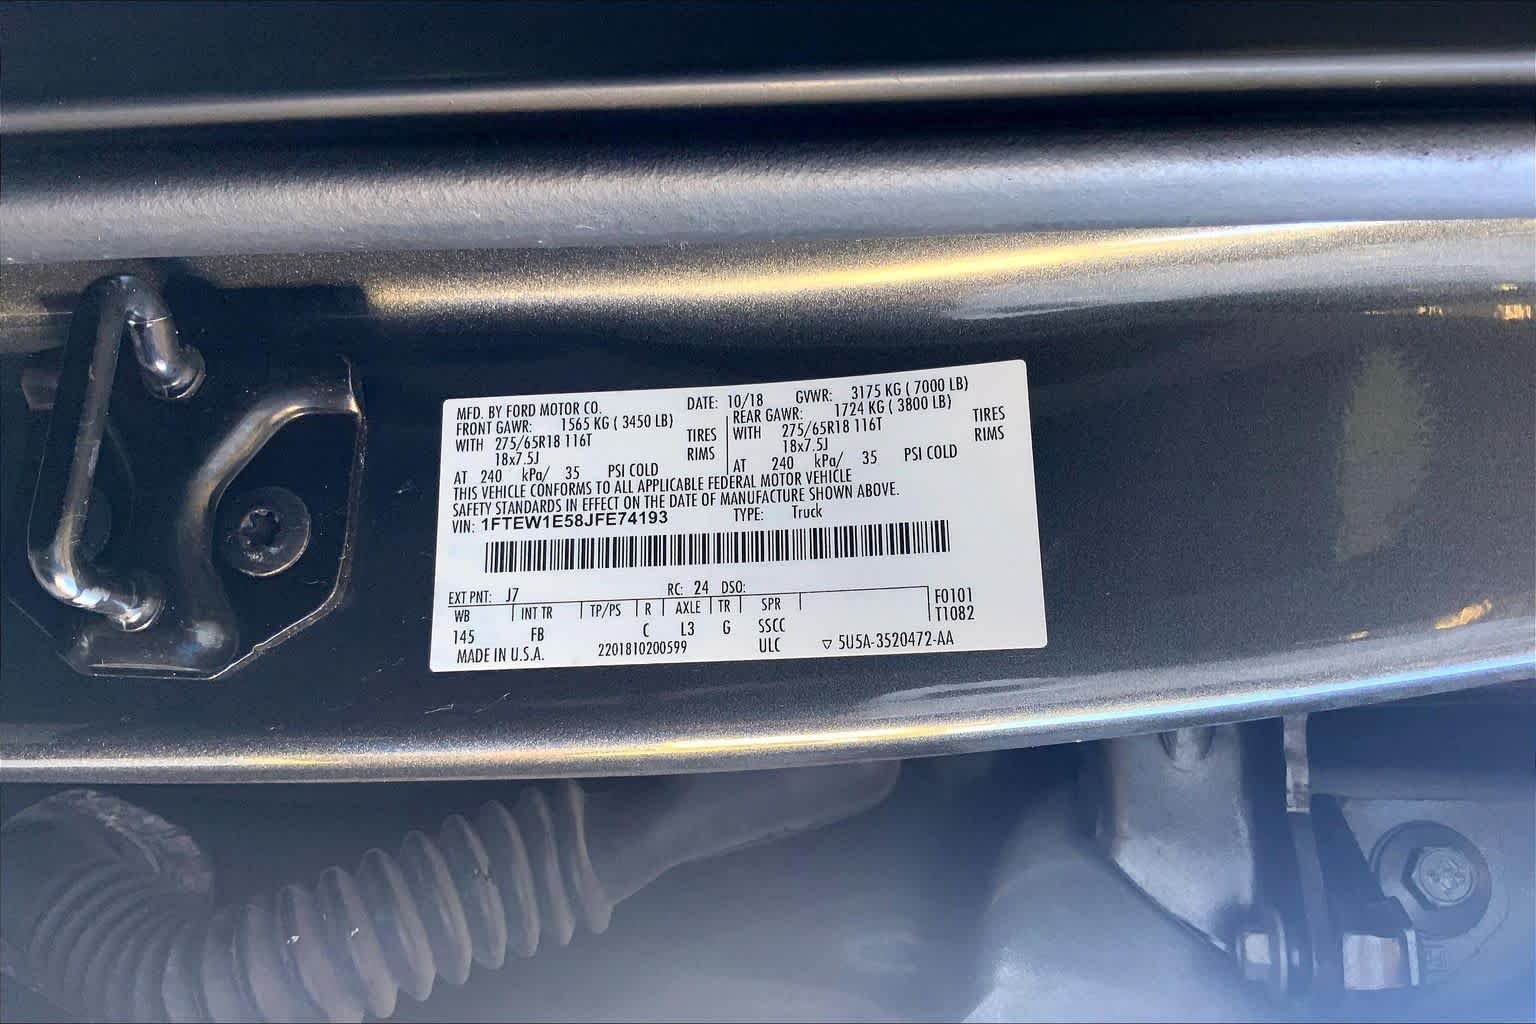 MFD. BY FORD MOTOR CO. DATE: 10/18 GVWR: 3175 KG ( 7000 LB)
FRONT GAWR: 1565 KG ( 3450 LB) REAR GAWR: 1724 KG ( 3800 LB)
WITH 275/65R18 116T TIRES WITH 275/65R18 116T TIRES
18x7.5J RIMS 18x7.5J RIMS
AT 240 kPa/ 35 PSI COLD AT 240 kPa/ 35 PSI COLD
THIS VEHICLE CONFORMS TO ALL APPLICABLE FEDERAL MOTOR VEHICLE
SAFETY STANDARDS IN EFFECT ON THE DATE OF MANUFACTURE SHOWN ABOVE.
VIN: 1FTEW1E58JFE74193 TYPE: Truck
EXT PNT: J7 RC: 24 DSO:
WB INT TR TP/PS R AXLE TR SPR F0101
145 FB C L3 G SSCC T1082
MADE IN U.S.A. 2201810200599 ULC ▽ 5U5A-3520472-AA